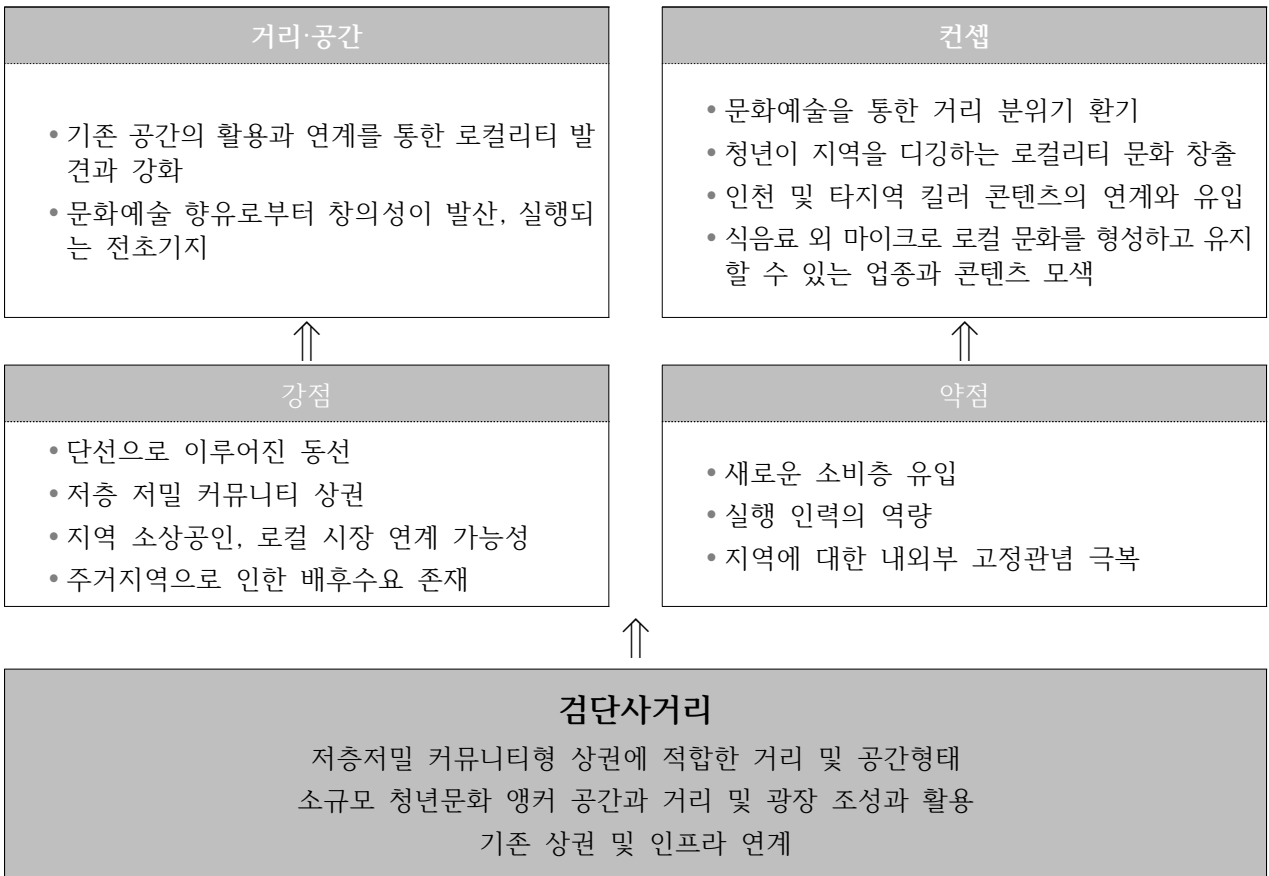 거리·공간
• 기존 공간의 활용과 연계를 통한 로컬리티 발
견과 강화
• 문화예술 향유로부터 창의성이 발산, 실행되
는 전초기지
컨셉
• 문화예술을 통한 거리 분위기 환기
• 청년이 지역을 디깅하는 로컬리티 문화 창출
• 인천 및 타지역 킬러 콘텐츠의 연계와 유입
• 식음료 외 마이크로 로컬 문화를 형성하고 유지
할 수 있는 업종과 콘텐츠 모색
⇑
⇑
강점
• 단선으로 이루어진 동선
• 저층 저밀 커뮤니티 상권
• 지역 소상공인, 로컬 시장 연계 가능성
• 주거지역으로 인한 배후수요 존재
약점
• 새로운 소비층 유입
• 실행 인력의 역량
• 지역에 대한 내외부 고정관념 극복
⇑
검단사거리
저층저밀 커뮤니티형 상권에 적합한 거리 및 공간형태
소규모 청년문화 앵커 공간과 거리 및 광장 조성과 활용
기존 상권 및 인프라 연계